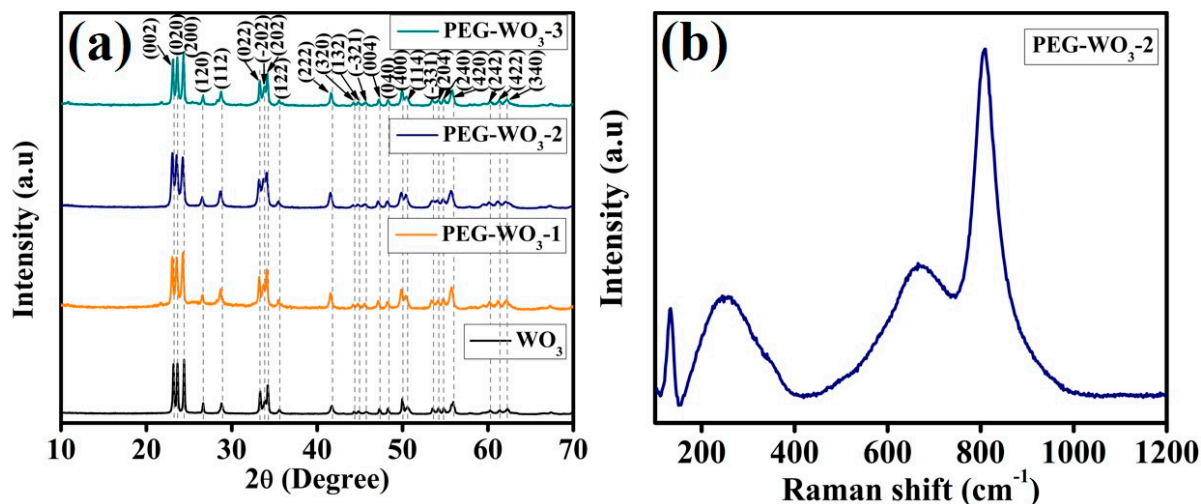 (a)
(002)
(020)
(200)
(120)
(112)
(022)
(-202)
(202)
(122)
(222)
(320)
(132)
(-321)
(004)
(040)
(400)
(114)
(-331)
(204)
(240)
(420)
(242)
(422)
(340)
PEG-WO₃-3
PEG-WO₃-2
PEG-WO₃-1
WO₃
Intensity (a.u)
10 20 30 40 50 60 70
2θ (Degree)
(b)
PEG-WO₃-2
Intensity (a.u)
200 400 600 800 1000 1200
Raman shift (cm⁻¹)